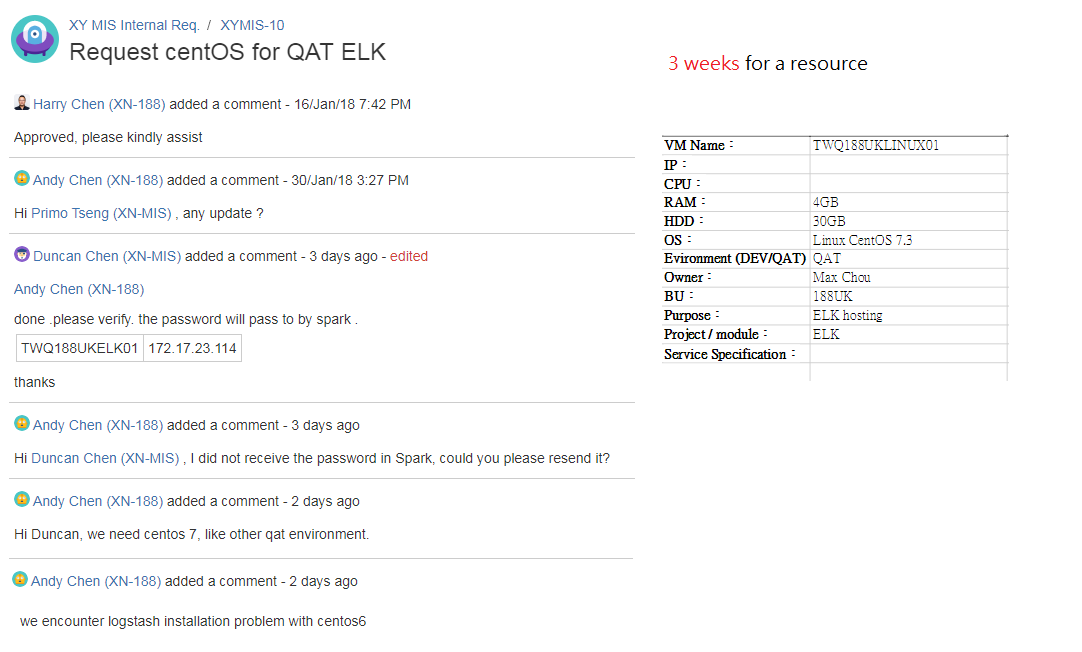 XY MIS Internal Req. / XYMIS-10
Request centOS for QAT ELK
Harry Chen (XN-188) added a comment - 16/Jan/18 7:42 PM
Approved, please kindly assist
Andy Chen (XN-188) added a comment - 30/Jan/18 3:27 PM
Hi Primo Tseng (XN-MIS) , any update ?
Duncan Chen (XN-MIS) added a comment - 3 days ago - edited
Andy Chen (XN-188)
done .please verify. the password will pass to by spark .
TWQ188UKELK01 172.17.23.114
thanks
Andy Chen (XN-188) added a comment - 3 days ago
Hi Duncan Chen (XN-MIS) , I did not receive the password in Spark, could you please resend it?
Andy Chen (XN-188) added a comment - 2 days ago
Hi Duncan, we need centos 7, like other qat environment.
Andy Chen (XN-188) added a comment - 2 days ago
we encounter logstash installation problem with centos6
3 weeks for a resource
VM Name： TWQ188UKLINUX01
IP：
CPU：
RAM： 4GB
HDD： 30GB
OS： Linux CentOS 7.3
Evironment (DEV/QAT) QAT
Owner： Max Chou
BU： 188UK
Purpose： ELK hosting
Project / module： ELK
Service Specification：